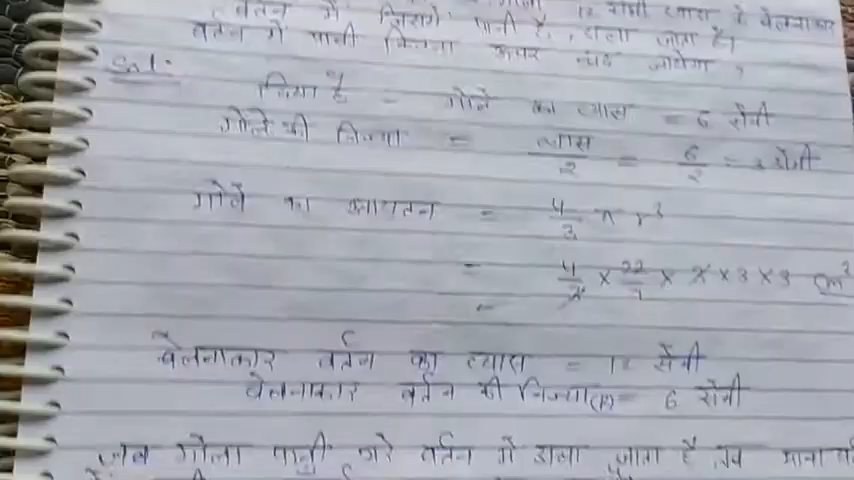 बर्तन में जिसमें पानी है, डाला जाता है।
बर्तन में पानी कितना ऊपर चढ़ जायेगा ?
Sol:
दिया है - गोले का व्यास = 6 सेमी
गोले की त्रिज्या = व्यास/2 = 6/2 = 3 सेमी
गोले का आयतन = 4/3 π r³
= 4/3 × 22/7 × 3 × 3 × 3 cm³
=
बेलनाकार बर्तन का व्यास = 12 सेमी
बेलनाकार बर्तन की त्रिज्या(R) = 6 सेमी
जब गोला पानी भरे बर्तन में डाला जाता है तब माना